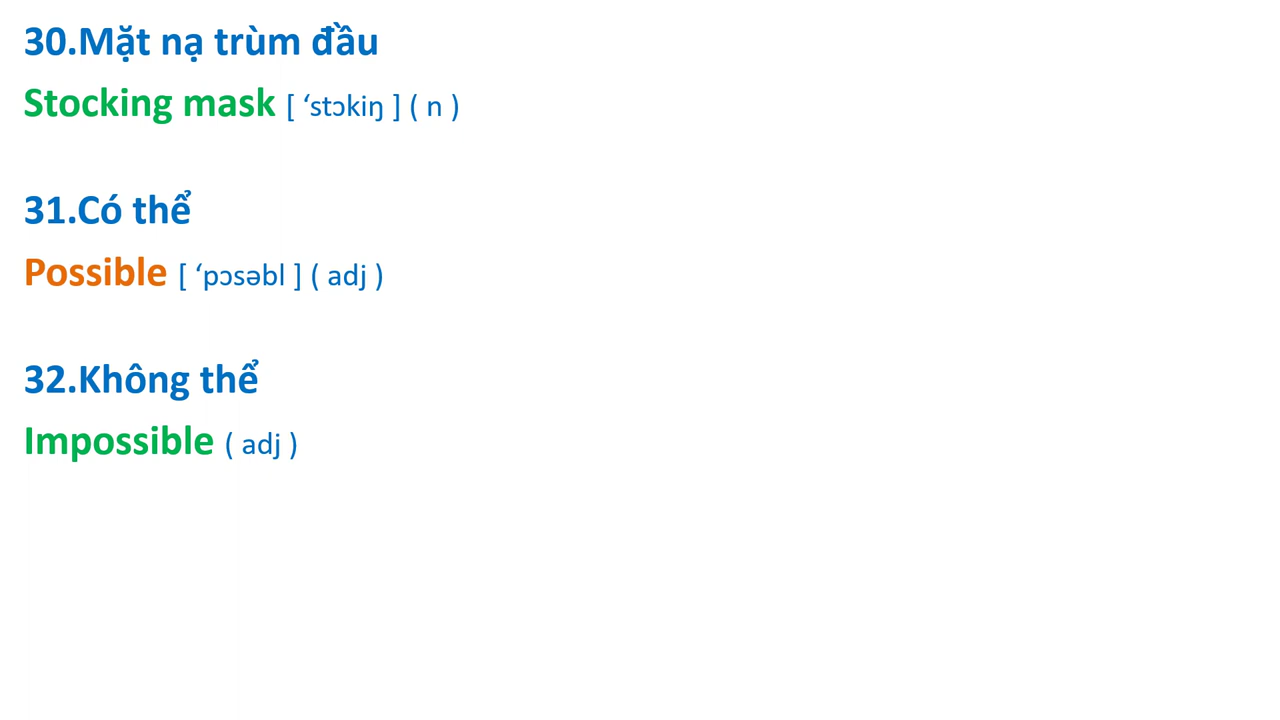 30.Mặt nạ trùm đầu
Stocking mask [ ‘stɔkiŋ ] ( n )
31.Có thể
Possible [ ‘pɔsəbl ] ( adj )
32.Không thể
Impossible ( adj )